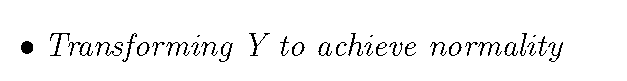 • Transforming Y to achieve normality